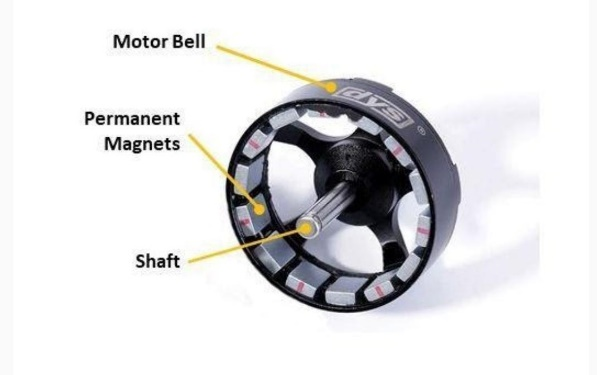 Motor Bell
dys
®
Permanent
Magnets
Shaft